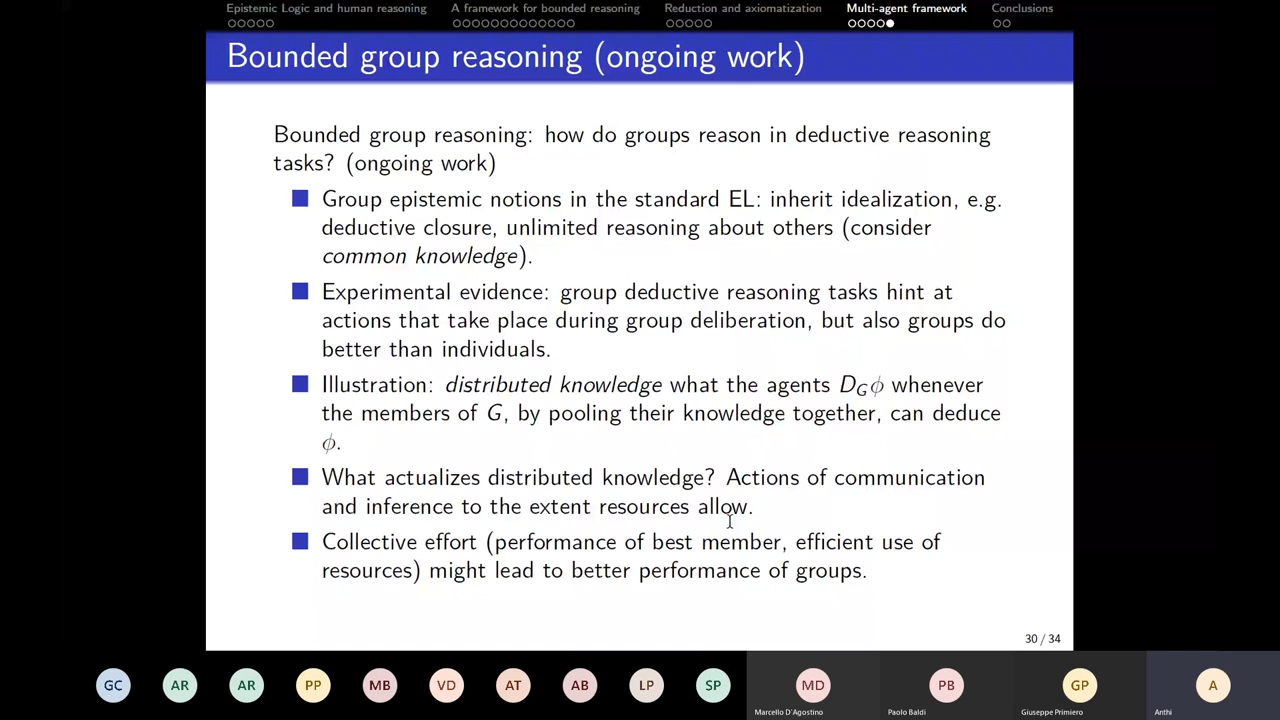 Epistemic Logic and human reasoning A framework for bounded reasoning Reduction and axiomatization Multi-agent framework Conclusions
Bounded group reasoning (ongoing work)
Bounded group reasoning: how do groups reason in deductive reasoning
tasks? (ongoing work)
Group epistemic notions in the standard EL: inherit idealization, e.g.
deductive closure, unlimited reasoning about others (consider
common knowledge).
Experimental evidence: group deductive reasoning tasks hint at
actions that take place during group deliberation, but also groups do
better than individuals.
Illustration: distributed knowledge what the agents D_Gϕ whenever
the members of G, by pooling their knowledge together, can deduce
ϕ.
What actualizes distributed knowledge? Actions of communication
and inference to the extent resources allow.
Collective effort (performance of best member, efficient use of
resources) might lead to better performance of groups.
30 / 34
GC AR AR PP MB VD AT AB LP SP MD PB GP A
Marcello D'Agostino Paolo Baldi Giuseppe Primiero Anthi